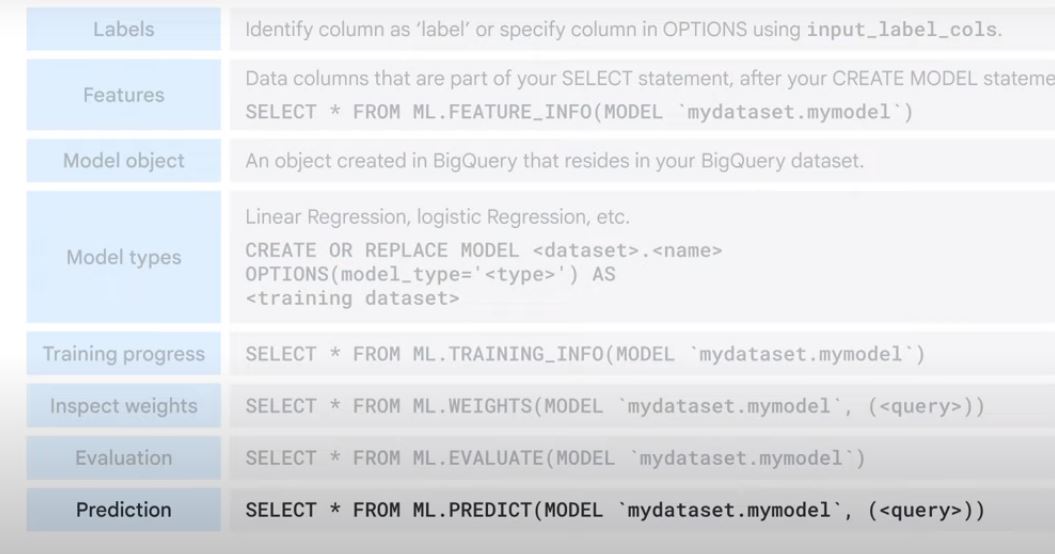 Labels
Identify column as ‘label’ or specify column in OPTIONS using input_label_cols.
Features
Data columns that are part of your SELECT statement, after your CREATE MODEL stateme
SELECT * FROM ML.FEATURE_INFO(MODEL `mydataset.mymodel`)
Model object
An object created in BigQuery that resides in your BigQuery dataset.
Model types
Linear Regression, logistic Regression, etc.
CREATE OR REPLACE MODEL <dataset>.<name>
OPTIONS(model_type='<type>') AS
<training dataset>
Training progress
SELECT * FROM ML.TRAINING_INFO(MODEL `mydataset.mymodel`)
Inspect weights
SELECT * FROM ML.WEIGHTS(MODEL `mydataset.mymodel`, (<query>))
Evaluation
SELECT * FROM ML.EVALUATE(MODEL `mydataset.mymodel`)
Prediction
SELECT * FROM ML.PREDICT(MODEL `mydataset.mymodel`, (<query>))